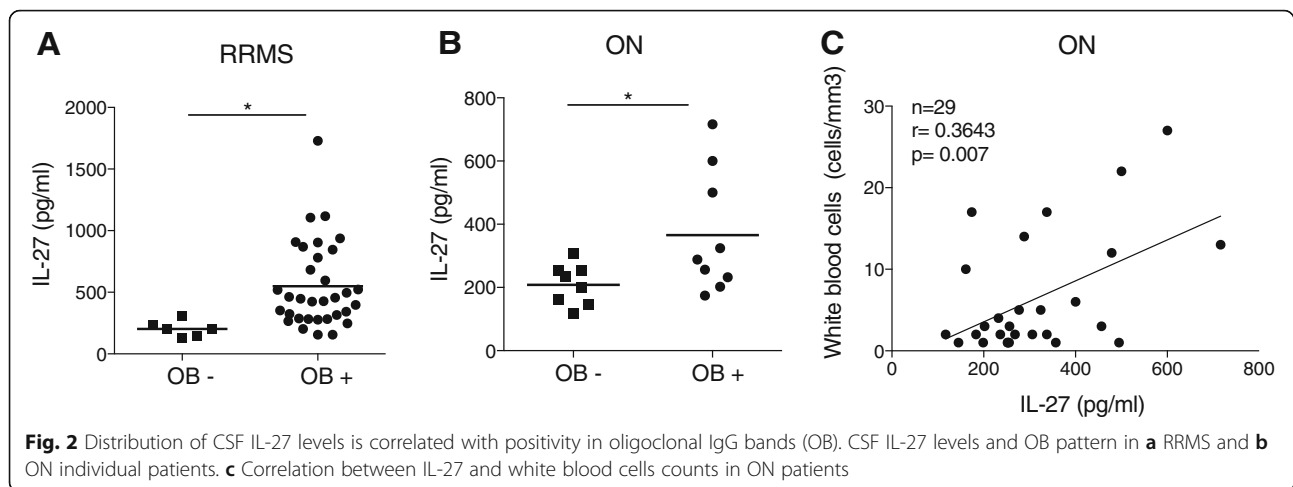 A
RRMS
*
IL-27 (pg/ml)
2000
1500
1000
500
0
OB -
OB +
B
ON
*
IL-27 (pg/ml)
800
600
400
200
0
OB -
OB +
C
ON
n=29
r= 0.3643
p= 0.007
White blood cells (cells/mm3)
30
20
10
0
0
200
400
600
800
IL-27 (pg/ml)
Fig. 2 Distribution of CSF IL-27 levels is correlated with positivity in oligoclonal IgG bands (OB). CSF IL-27 levels and OB pattern in a RRMS and b
ON individual patients. c Correlation between IL-27 and white blood cells counts in ON patients